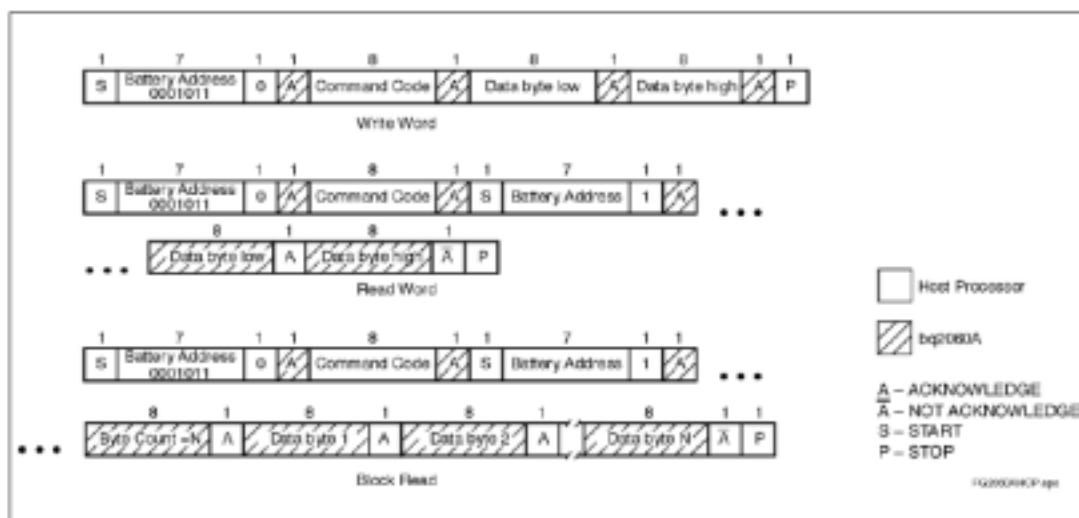 1 7 1 1 8 1 8 1 8 1 1
S Battery Address 0001011 0 A Command Code A Data byte low A Data byte high A P
Write Word
1 7 1 1 8 1 1 7 1 1
S Battery Address 0001011 0 A Command Code A S Battery Address 1 A
8 1 8 1
Data byte low A Data byte high A̅ P
Read Word
Host Processor
bq2060A
1 7 1 1 8 1 1 7 1 1
S Battery Address 0001011 0 A Command Code A S Battery Address 1 A
8 1 8 1 8 1 8 1 1
Byte Count =N A Data byte 1 A Data byte 2 A Data byte N A̅ P
Block Read
A – ACKNOWLEDGE
A̅ – NOT ACKNOWLEDGE
S – START
P – STOP